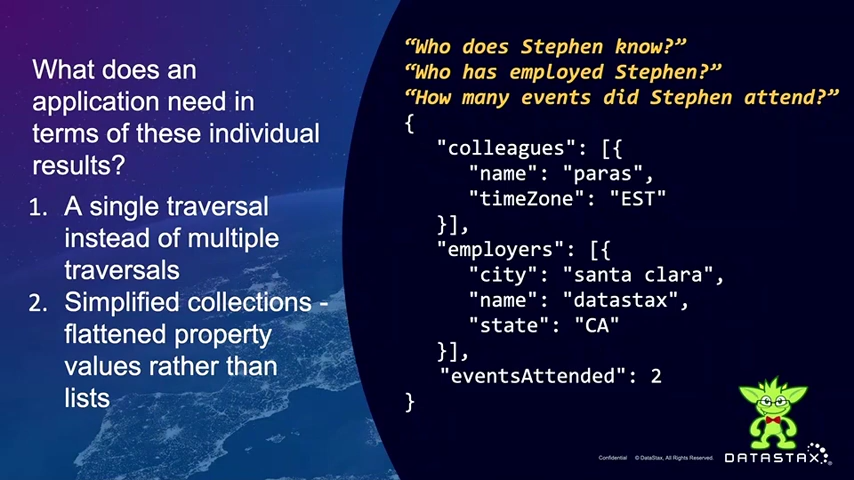 What does an
application need in
terms of these individual
results?
1. A single traversal
instead of multiple
traversals
2. Simplified collections -
flattened property
values rather than
lists
“Who does Stephen know?”
“Who has employed Stephen?”
“How many events did Stephen attend?”
{
"colleagues": [{
"name": "paras",
"timeZone": "EST"
}],
"employers": [{
"city": "santa clara",
"name": "datastax",
"state": "CA"
}],
"eventsAttended": 2
}
Confidential © DataStax, All Rights Reserved.
DATASTAX